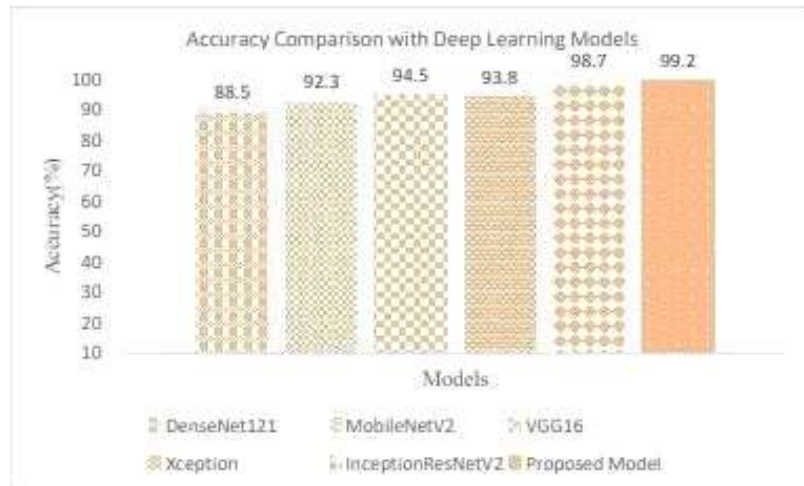 Accuracy Comparison with Deep Learning Models
88.5 92.3 94.5 93.8 98.7 99.2
100
90
80
70
60
50
40
30
20
10
Accuracy(%)
Models
DenseNet121 MobileNetV2 VGG16
Xception InceptionResNetV2 Proposed Model